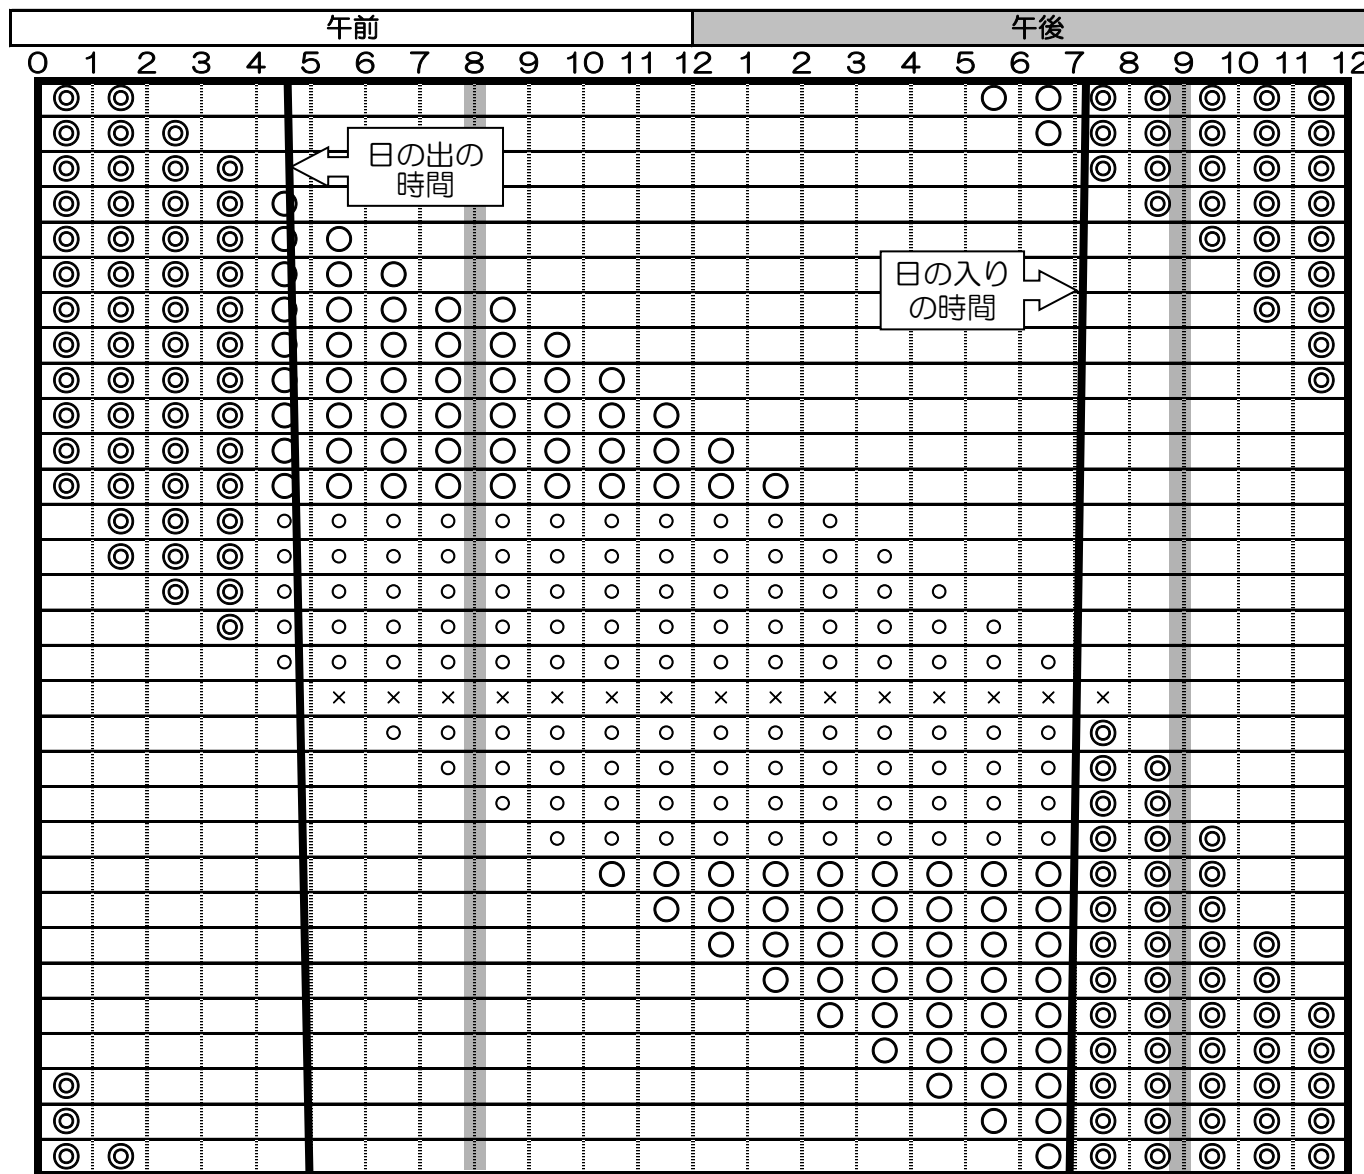 午前 午後
0 1 2 3 4 5 6 7 8 9 10 11 12 1 2 3 4 5 6 7 8 9 10 11 12
◎ ◎ ○ ○ ◎ ◎ ◎ ◎ ◎
◎ ◎ ◎ ○ ◎ ◎ ◎ ◎ ◎
日の出の
時間
◎ ◎ ◎ ◎ ◎ ◎ ◎ ◎ ◎
◎ ◎ ◎ ◎ ○ ◎ ◎ ◎ ◎
◎ ◎ ◎ ◎ ○ ○ ◎ ◎ ◎
日の入り
の時間
◎ ◎ ◎ ◎ ○ ○ ○ ◎ ◎
◎ ◎ ◎ ◎ ○ ○ ○ ○ ○ ◎ ◎
◎ ◎ ◎ ◎ ○ ○ ○ ○ ○ ○ ◎
◎ ◎ ◎ ◎ ○ ○ ○ ○ ○ ○ ○ ◎
◎ ◎ ◎ ◎ ○ ○ ○ ○ ○ ○ ○ ○
◎ ◎ ◎ ◎ ○ ○ ○ ○ ○ ○ ○ ○ ○
◎ ◎ ◎ ◎ ○ ○ ○ ○ ○ ○ ○ ○ ○ ○
◎ ◎ ◎ ○ ○ ○ ○ ○ ○ ○ ○ ○ ○ ○
◎ ◎ ◎ ○ ○ ○ ○ ○ ○ ○ ○ ○ ○ ○ ○
◎ ◎ ○ ○ ○ ○ ○ ○ ○ ○ ○ ○ ○ ○ ○
◎ ○ ○ ○ ○ ○ ○ ○ ○ ○ ○ ○ ○ ○ ○
○ ○ ○ ○ ○ ○ ○ ○ ○ ○ ○ ○ ○ ○ ○
× × × × × × × × × × × × × × ×
○ ○ ○ ○ ○ ○ ○ ○ ○ ○ ○ ○ ○ ◎
○ ○ ○ ○ ○ ○ ○ ○ ○ ○ ○ ○ ◎ ◎
○ ○ ○ ○ ○ ○ ○ ○ ○ ○ ○ ◎ ◎
○ ○ ○ ○ ○ ○ ○ ○ ○ ○ ◎ ◎ ◎
○ ○ ○ ○ ○ ○ ○ ○ ○ ◎ ◎ ◎
○ ○ ○ ○ ○ ○ ○ ○ ◎ ◎ ◎
○ ○ ○ ○ ○ ○ ○ ◎ ◎ ◎ ◎
○ ○ ○ ○ ○ ○ ◎ ◎ ◎ ◎
○ ○ ○ ○ ○ ◎ ◎ ◎ ◎ ◎
○ ○ ○ ○ ◎ ◎ ◎ ◎ ◎
◎ ○ ○ ○ ◎ ◎ ◎ ◎ ◎
◎ ○ ○ ◎ ◎ ◎ ◎ ◎
◎ ◎ ○ ◎ ◎ ◎ ◎ ◎